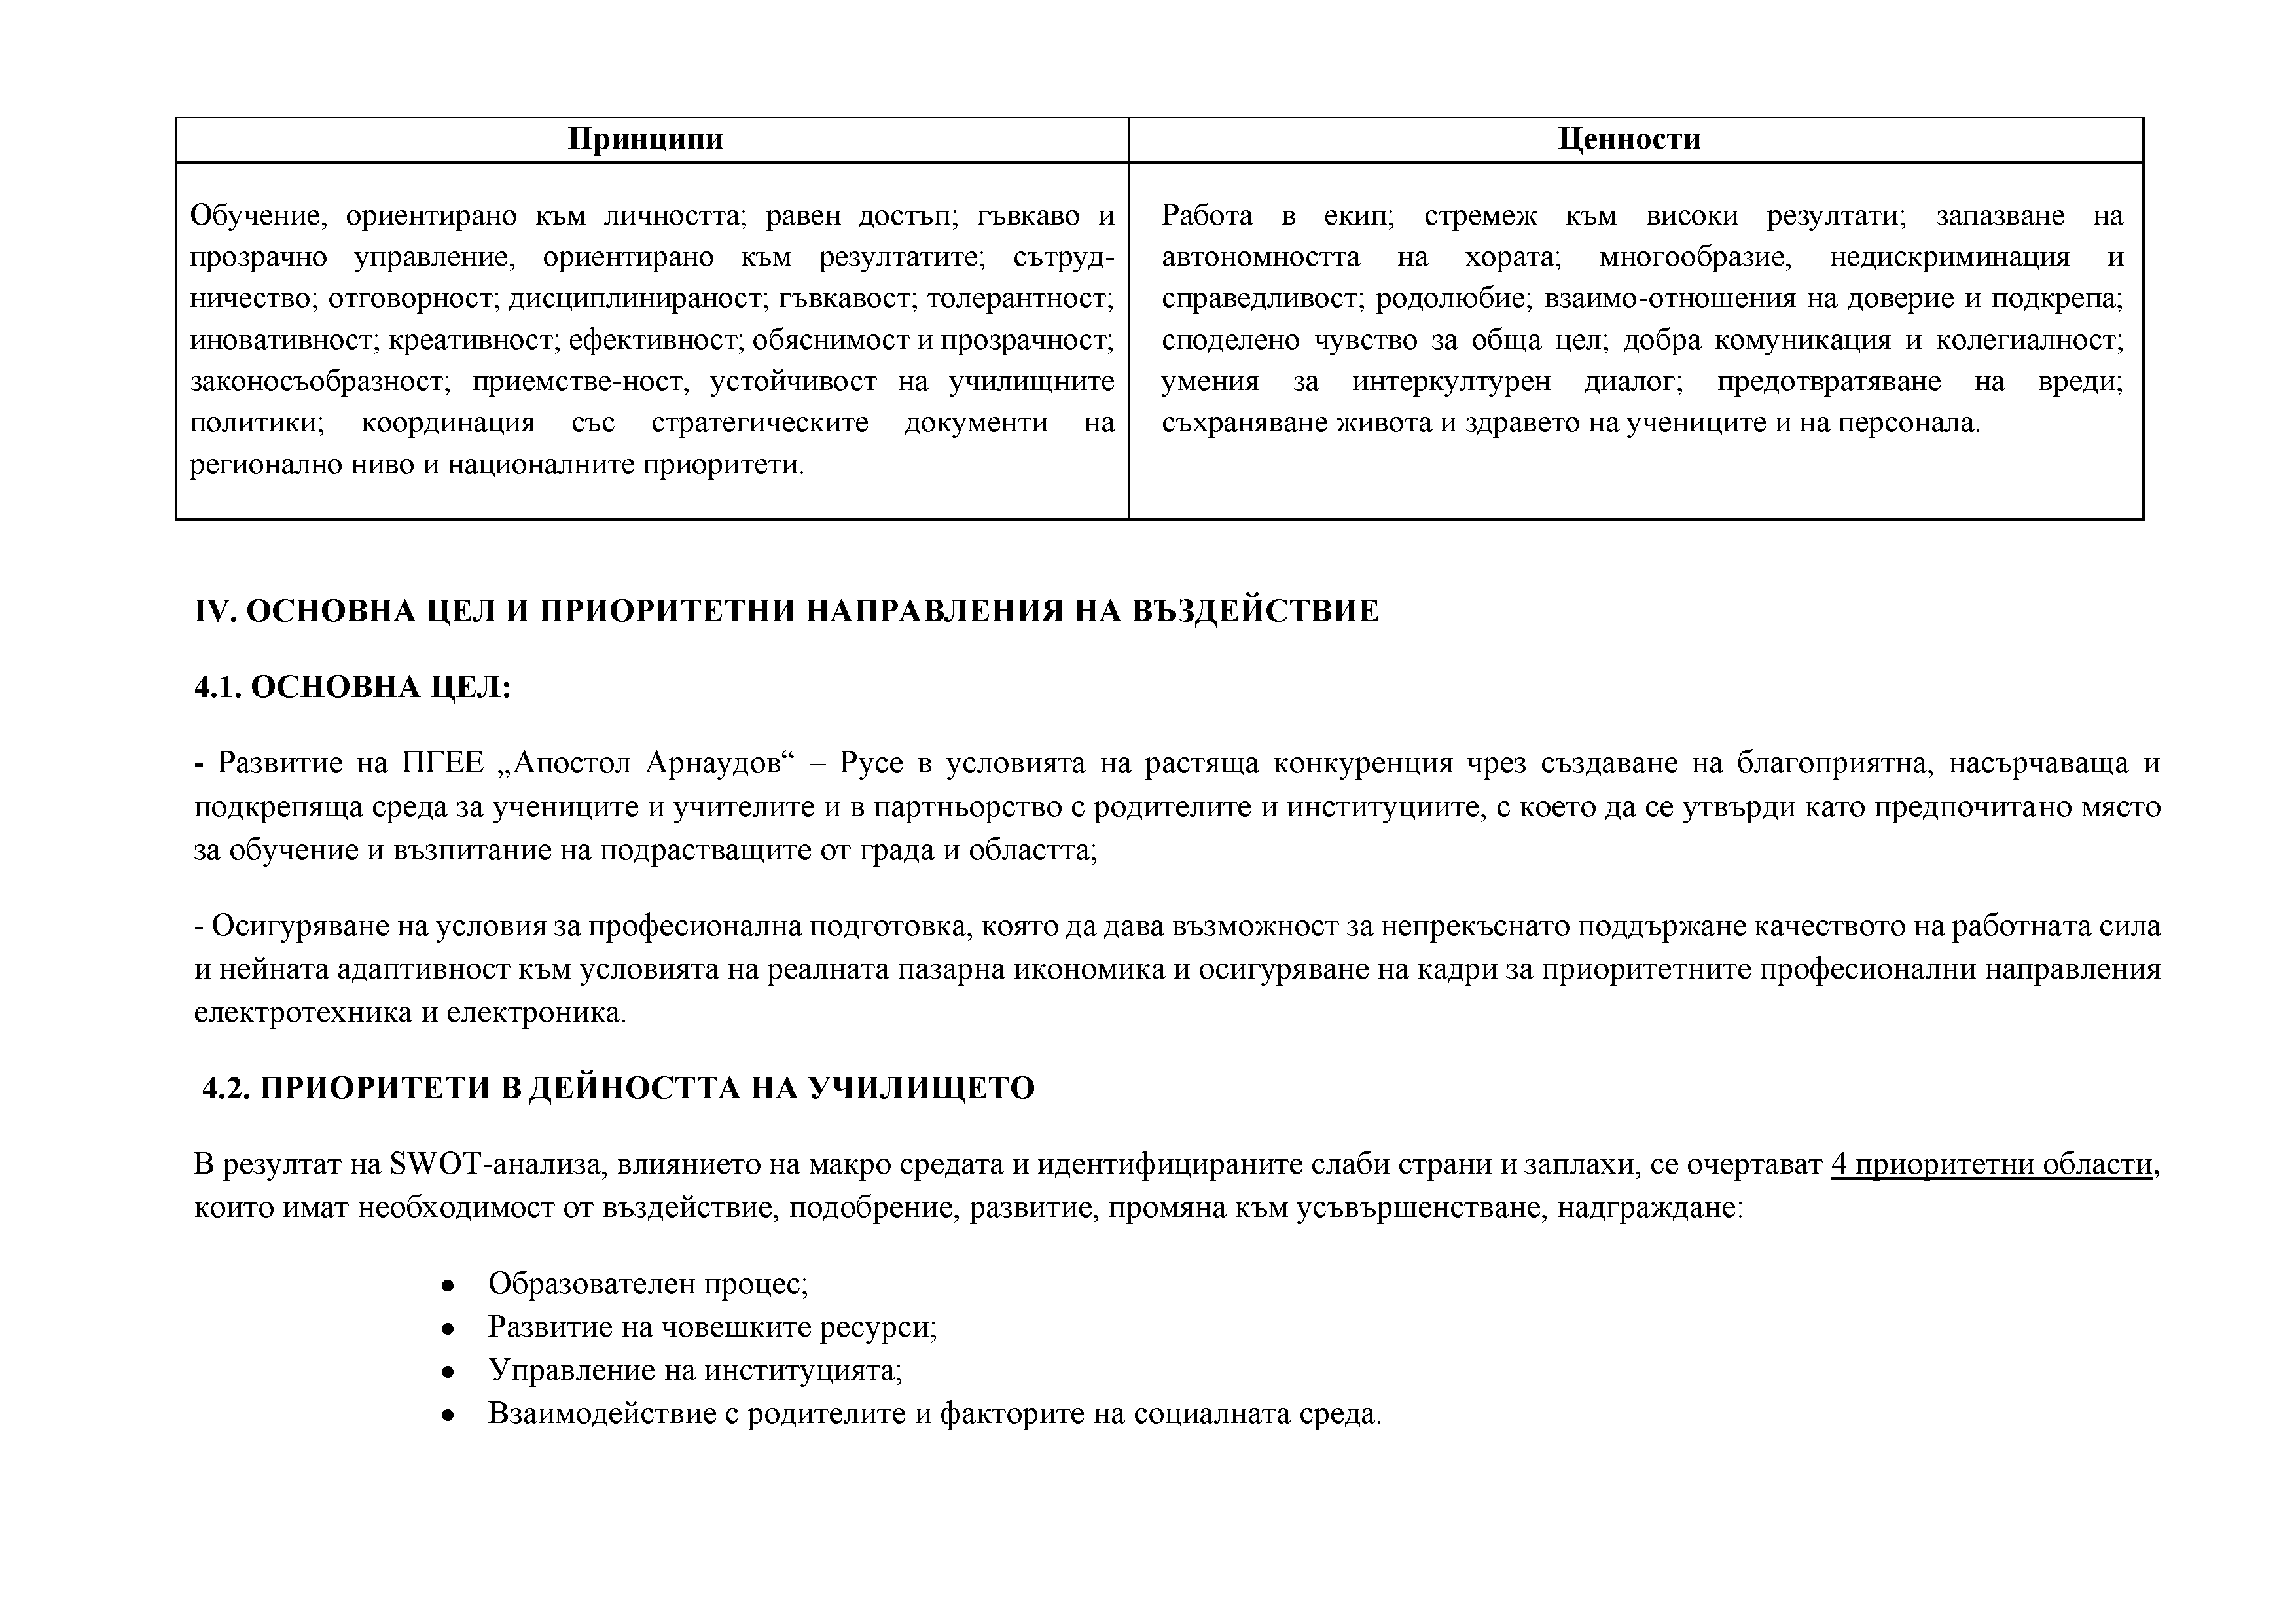 Принципи
Ценности
Обучение, ориентирано към личността; равен достъп; гъвкаво и
прозрачно управление, ориентирано към резултатите; сътруд-
ничество; отговорност; дисциплинираност; гъвкавост; толерантност;
иновативност; креативност; ефективност; обяснимост и прозрачност;
законосъобразност; приемстве-ност, устойчивост на училищните
политики; координация със стратегическите документи на
регионално ниво и националните приоритети.
Работа в екип; стремеж към високи резултати; запазване на
автономността на хората; многообразие, недискриминация и
справедливост; родолюбие; взаимо-отношения на доверие и подкрепа;
споделено чувство за обща цел; добра комуникация и колегиалност;
умения за интеркултурен диалог; предотвратяване на вреди;
съхраняване живота и здравето на учениците и на персонала.
IV. ОСНОВНА ЦЕЛ И ПРИОРИТЕТНИ НАПРАВЛЕНИЯ НА ВЪЗДЕЙСТВИЕ
4.1. ОСНОВНА ЦЕЛ:
- Развитие на ПГЕЕ „Апостол Арнаудов“ – Русе в условията на растяща конкуренция чрез създаване на благоприятна, насърчаваща и
подкрепяща среда за учениците и учителите и в партньорство с родителите и институциите, с което да се утвърди като предпочитано място
за обучение и възпитание на подрастващите от града и областта;
- Осигуряване на условия за професионална подготовка, която да дава възможност за непрекъснато поддържане качеството на работната сила
и нейната адаптивност към условията на реалната пазарна икономика и осигуряване на кадри за приоритетните професионални направления
електротехника и електроника.
4.2. ПРИОРИТЕТИ В ДЕЙНОСТТА НА УЧИЛИЩЕТО
В резултат на SWOT-анализа, влиянието на макро средата и идентифицираните слаби страни и заплахи, се очертават 4 приоритетни области,
които имат необходимост от въздействие, подобрение, развитие, промяна към усъвършенстване, надграждане:
● Образователен процес;
● Развитие на човешките ресурси;
● Управление на институцията;
● Взаимодействие с родителите и факторите на социалната среда.